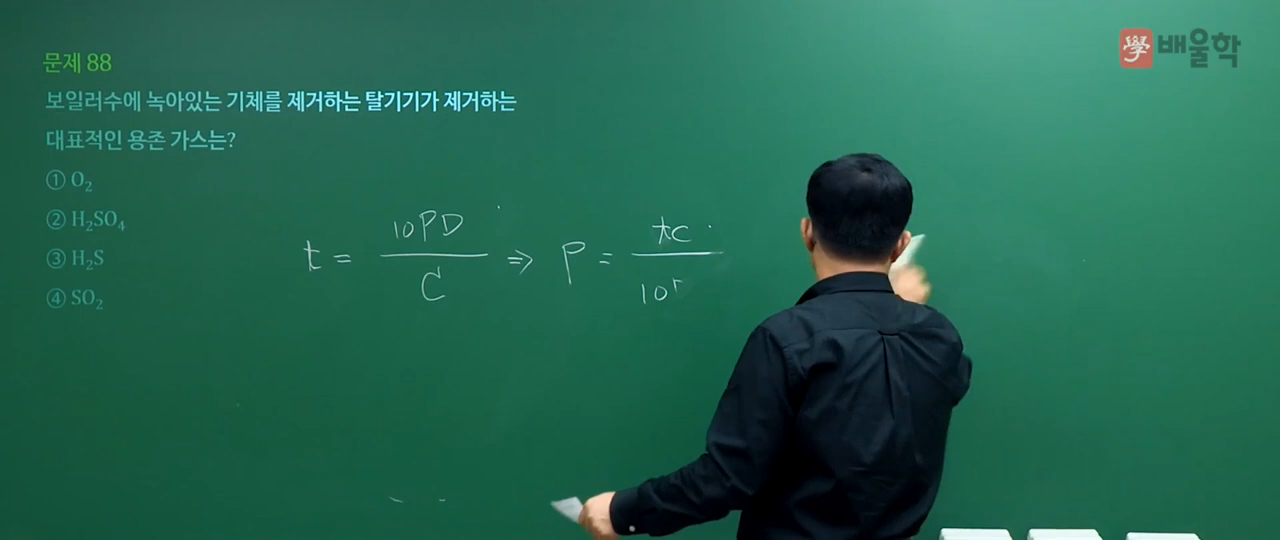 學 배울학
문제 88
보일러수에 녹아있는 기체를 제거하는 탈기기가 제거하는
대표적인 용존 가스는?
① O₂
② H₂SO₄
③ H₂S
④ SO₂
t = 10PD / C ⇒ P = tC / 10